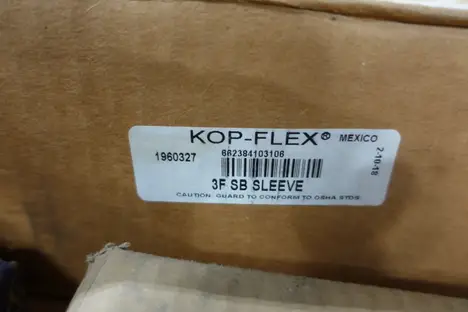 KOP-FLEX® MEXICO
1960327
662384103106
3F SB SLEEVE
CAUTION: GUARD TO CONFORM TO OSHA STDS
2-10-18